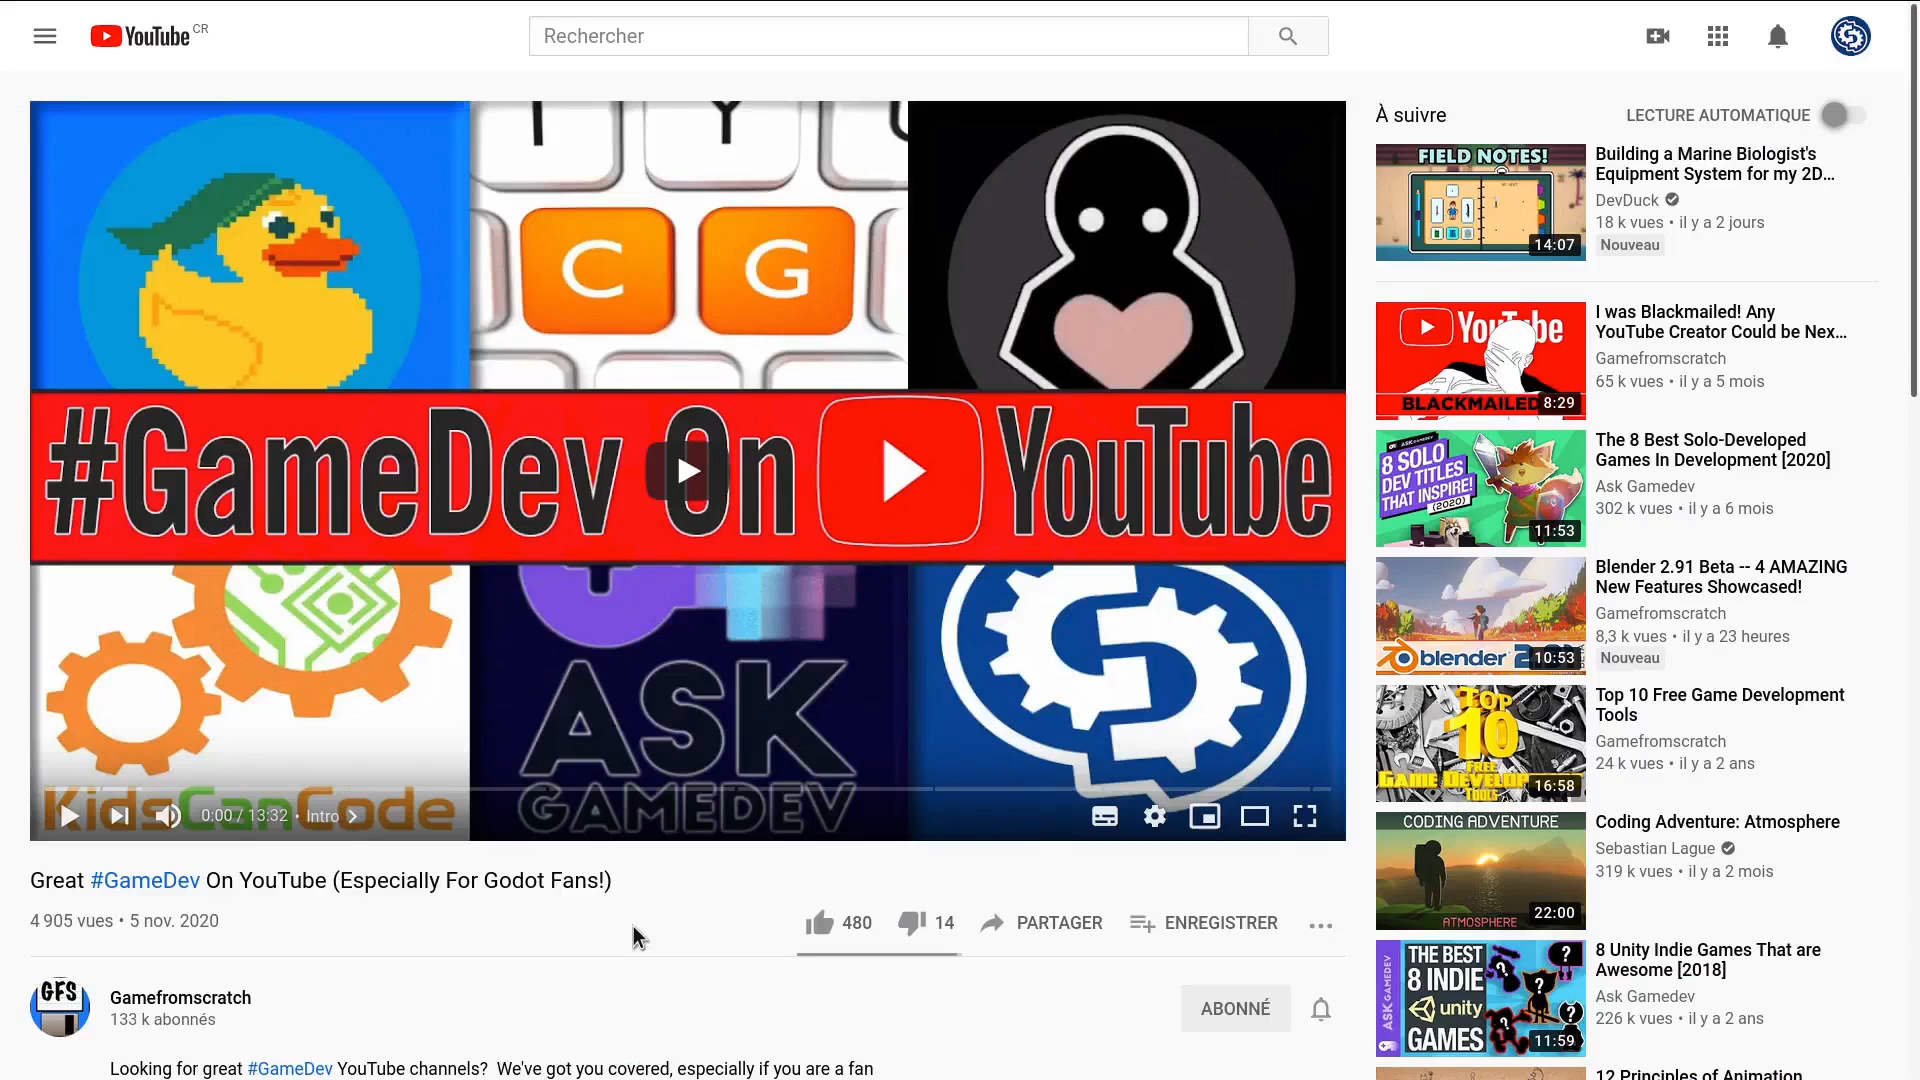 YouTube CR
Rechercher
I Y U
C G
#GameDev On YouTube
KidsCanCode
ASK
GAMEDEV
0:00 / 13:32 • Intro
Great #GameDev On YouTube (Especially For Godot Fans!)
4 905 vues • 5 nov. 2020
480
14
PARTAGER
ENREGISTRER
GFS
Gamefromscratch
133 k abonnés
ABONNÉ
Looking for great #GameDev YouTube channels? We've got you covered, especially if you are a fan
À suivre
LECTURE AUTOMATIQUE
FIELD NOTES!
14:07
Building a Marine Biologist's
Equipment System for my 2D...
DevDuck
18 k vues • il y a 2 jours
Nouveau
YouTube
BLACKMAILED
8:29
I was Blackmailed! Any
YouTube Creator Could be Nex...
Gamefromscratch
65 k vues • il y a 5 mois
ASK GAMEDEV
8 SOLO
DEV TITLES
THAT INSPIRE!
(2020)
11:53
The 8 Best Solo-Developed
Games In Development [2020]
Ask Gamedev
302 k vues • il y a 6 mois
blender
10:53
Blender 2.91 Beta -- 4 AMAZING
New Features Showcased!
Gamefromscratch
8,3 k vues • il y a 23 heures
Nouveau
TOP
10
FREE
GAME DEVELOP
TOOLS
16:58
Top 10 Free Game Development
Tools
Gamefromscratch
24 k vues • il y a 2 ans
CODING ADVENTURE
ATMOSPHERE
22:00
Coding Adventure: Atmosphere
Sebastian Lague
319 k vues • il y a 2 mois
ASK GAMEDEV
THE BEST
8 INDIE
unity
GAMES
11:59
8 Unity Indie Games That are
Awesome [2018]
Ask Gamedev
226 k vues • il y a 2 ans
12 Principles of Animation